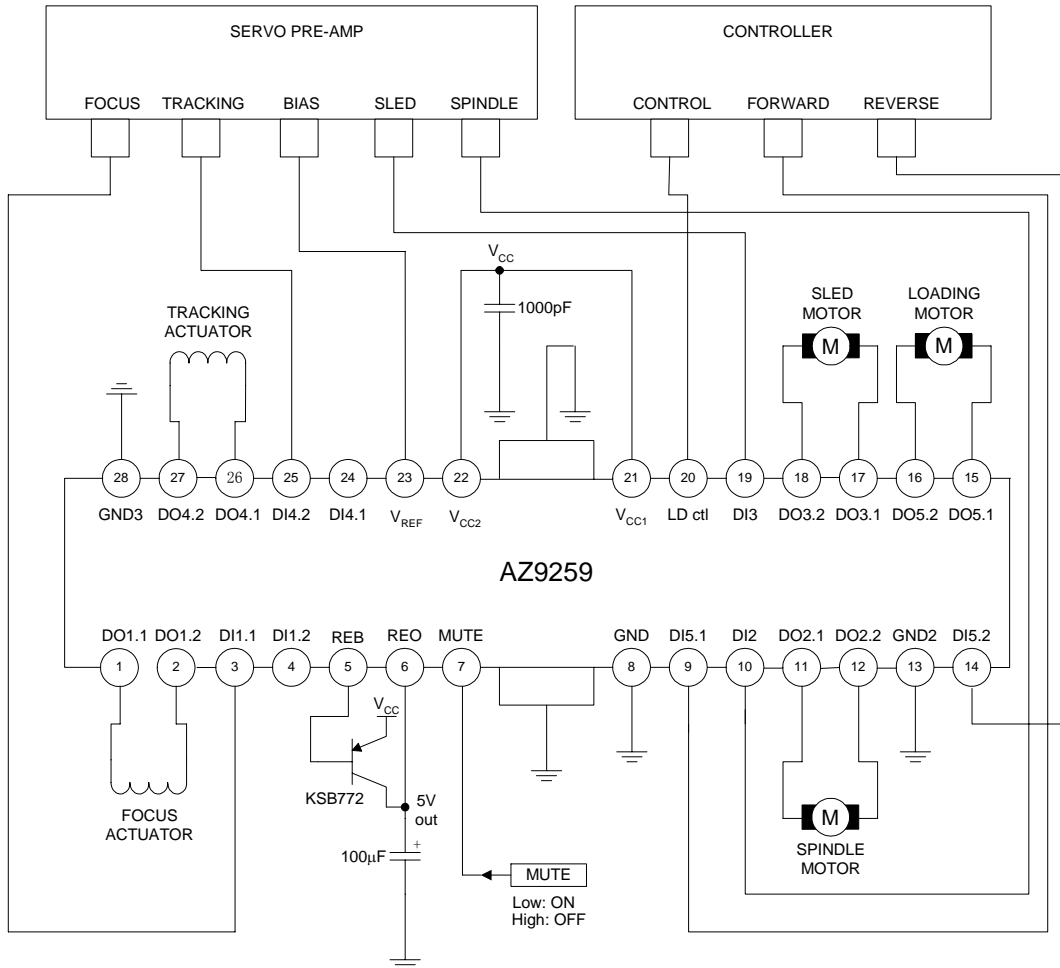 SERVO PRE-AMP
CONTROLLER
FOCUS TRACKING BIAS SLED SPINDLE
CONTROL FORWARD REVERSE
VCC
1000pF
TRACKING
ACTUATOR
SLED
MOTOR
LOADING
MOTOR
M
M
28 27 26 25 24 23 22 21 20 19 18 17 16 15
GND3 DO4.2 DO4.1 DI4.2 DI4.1 VREF VCC2 VCC1 LD ctl DI3 DO3.2 DO3.1 DO5.2 DO5.1
AZ9259
DO1.1 DO1.2 DI1.1 DI1.2 REB REO MUTE GND DI5.1 DI2 DO2.1 DO2.2 GND2 DI5.2
1 2 3 4 5 6 7 8 9 10 11 12 13 14
VCC
KSB772
5V
out
FOCUS
ACTUATOR
100μF
+
MUTE
Low: ON
High: OFF
M
SPINDLE
MOTOR